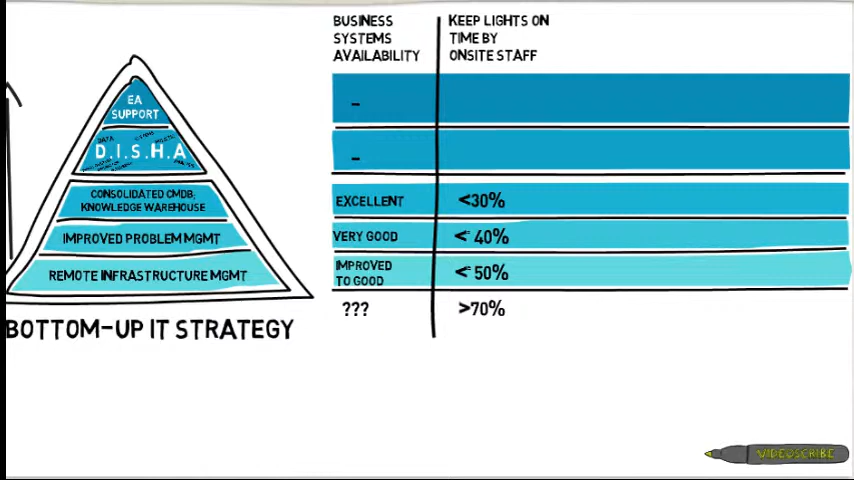 BUSINESS
SYSTEMS
AVAILABILITY
KEEP LIGHTS ON
TIME BY
ONSITE STAFF
EA
SUPPORT
-
DATA
D.I.S.H.A
-
CONSOLIDATED CMDB,
KNOWLEDGE WAREHOUSE
EXCELLENT
<30%
IMPROVED PROBLEM MGMT
VERY GOOD
<= 40%
REMOTE INFRASTRUCTURE MGMT
IMPROVED
TO GOOD
<= 50%
???
>70%
BOTTOM-UP IT STRATEGY
VIDEOSCRIBE